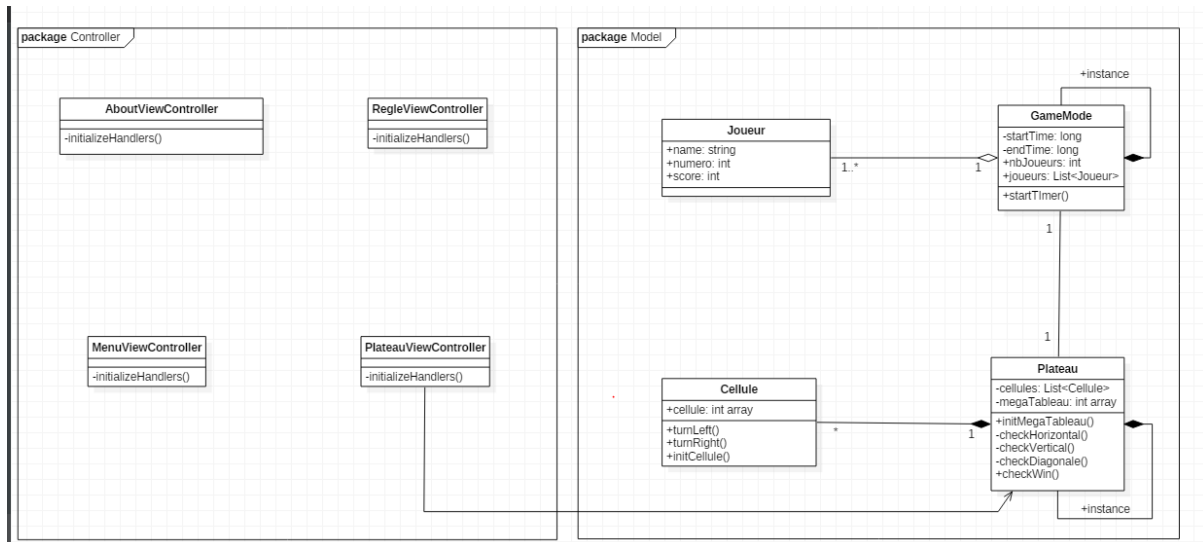 package Controller
AboutViewController
-initializeHandlers()
RegleViewController
-initializeHandlers()
MenuViewController
-initializeHandlers()
PlateauViewController
-initializeHandlers()
package Model
Joueur
+name: string
+numero: int
+score: int
1..*
1
+instance
GameMode
-startTime: long
-endTime: long
+nbJoueurs: int
+joueurs: List<Joueur>
+startTImer()
1
1
Cellule
+cellule: int array
+turnLeft()
+turnRight()
+initCellule()
*
1
Plateau
-cellules: List<Cellule>
-megaTableau: int array
+initMegaTableau()
-checkHorizontal()
-checkVertical()
-checkDiagonale()
+checkWin()
+instance